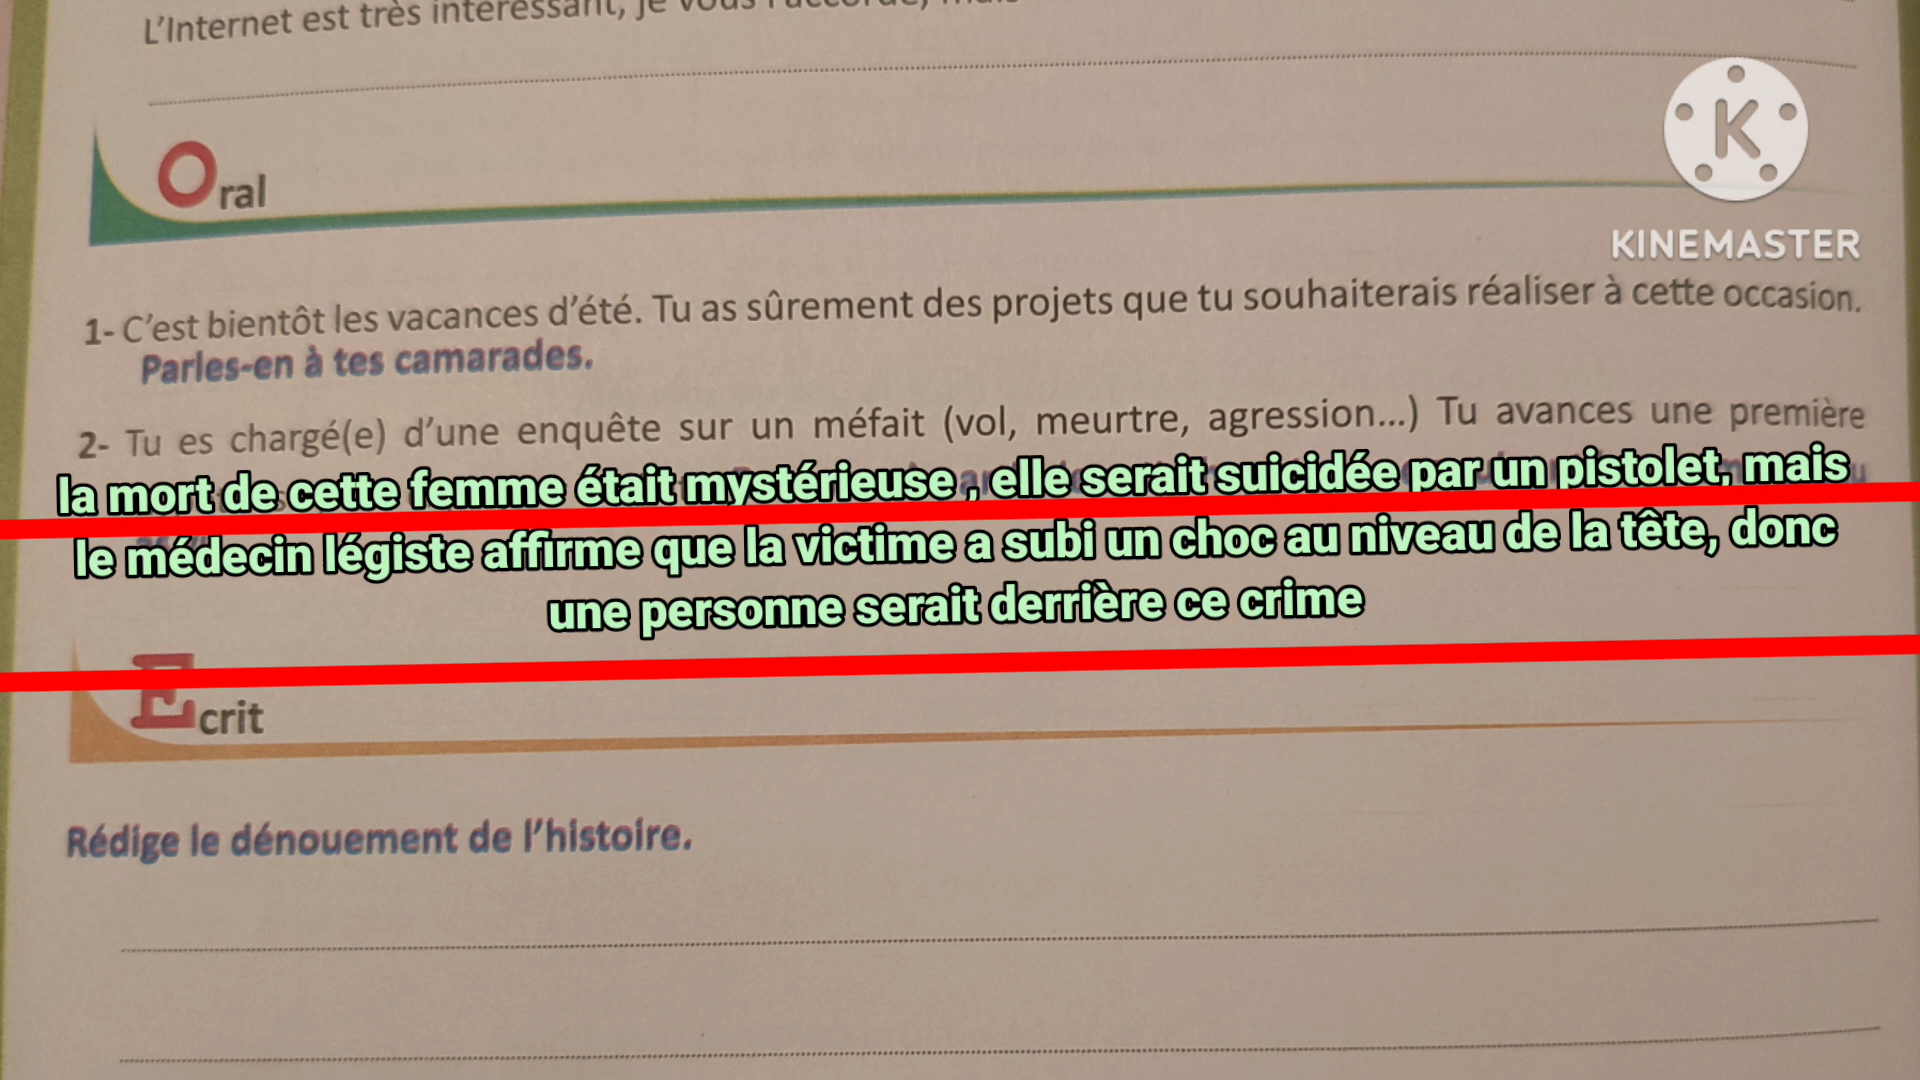 L'Internet est très intéressant, je vous l'accorde, mais
Oral
KINEMASTER
1- C'est bientôt les vacances d'été. Tu as sûrement des projets que tu souhaiterais réaliser à cette occasion.
Parles-en à tes camarades.
2- Tu es chargé(e) d'une enquête sur un méfait (vol, meurtre, agression...) Tu avances une première
la mort de cette femme était mystérieuse , elle serait suicidée par un pistolet. mais
le médecin légiste affirme que la victime a subi un choc au niveau de la tête, donc
une personne serait derrière ce crime
Ecrit
Rédige le dénouement de l'histoire.